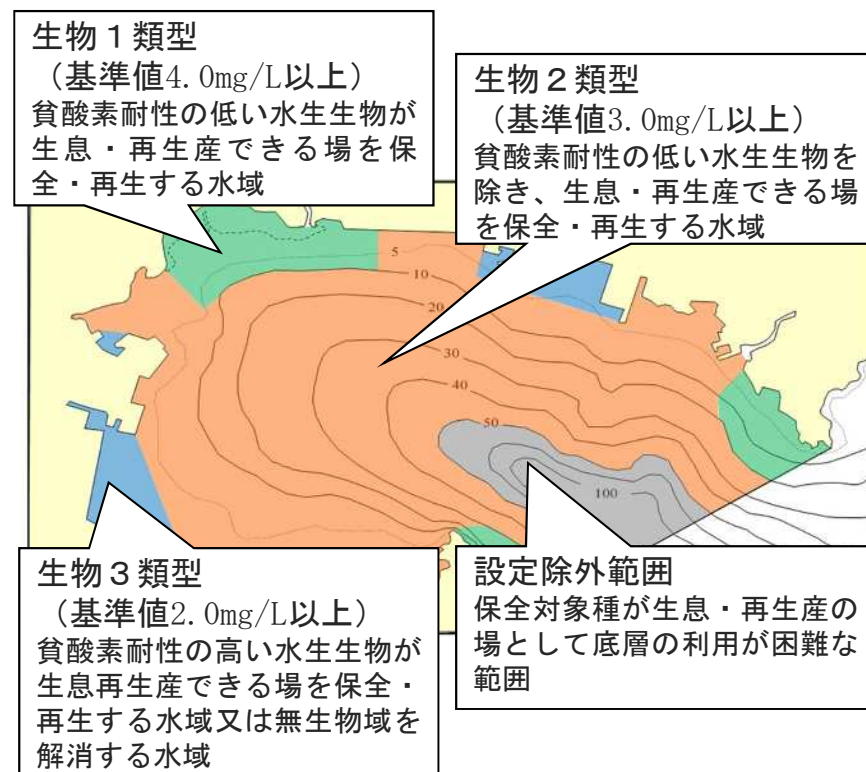 生物１類型
（基準値4.0mg/L以上）
貧酸素耐性の低い水生生物が
生息・再生産できる場を保
全・再生する水域
生物２類型
（基準値3.0mg/L以上）
貧酸素耐性の低い水生生物を
除き、生息・再生産できる場
を保全・再生する水域
5
10
20
30
40
50
100
生物３類型
（基準値2.0mg/L以上）
貧酸素耐性の高い水生生物が
生息再生産できる場を保全・
再生する水域又は無生物域を
解消する水域
設定除外範囲
保全対象種が生息・再生産の
場として底層の利用が困難な
範囲